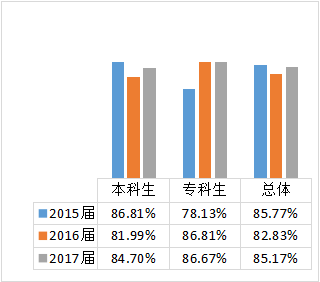 本科生 专科生 总体
2015届 86.81% 78.13% 85.77%
2016届 81.99% 86.81% 82.83%
2017届 84.70% 86.67% 85.17%